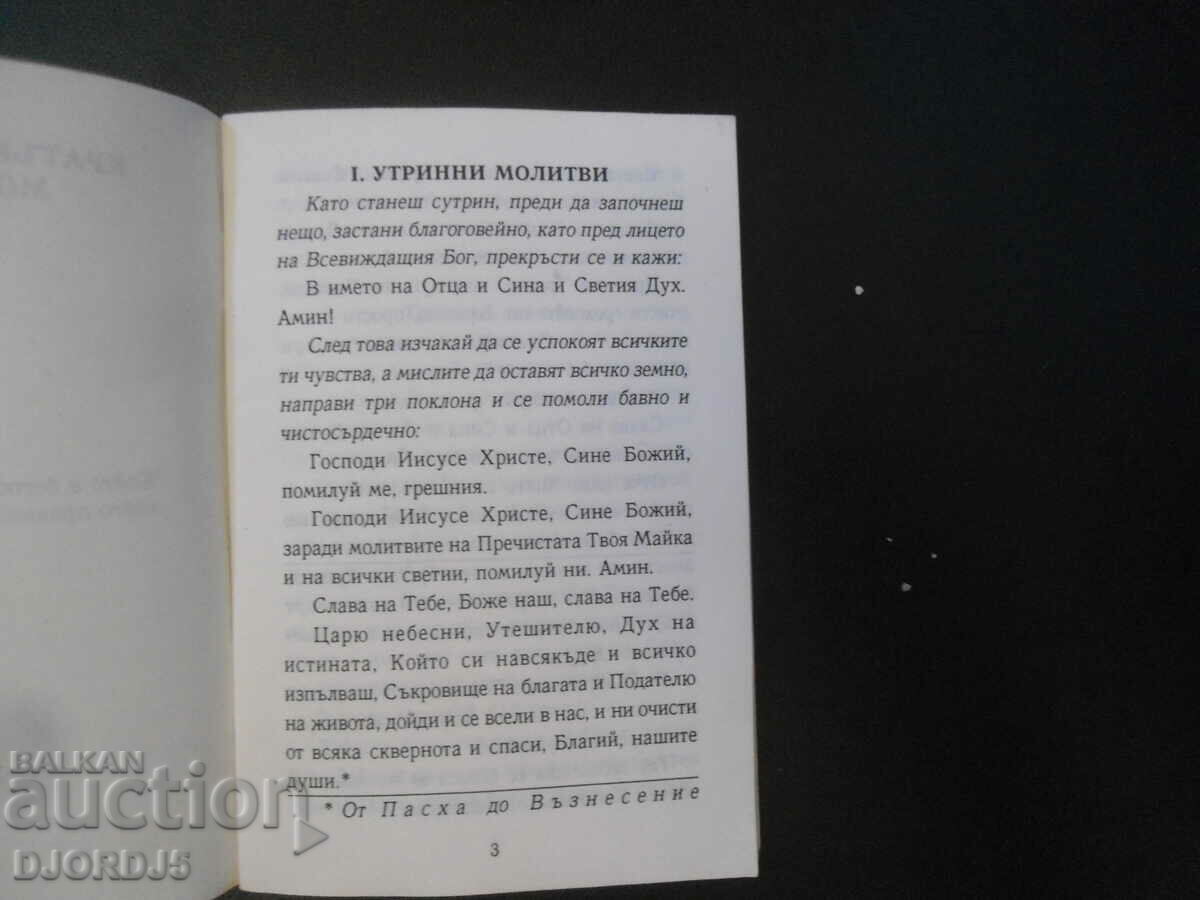 I. УТРИННИ МОЛИТВИ
Като станеш сутрин, преди да започнеш
нещо, застани благоговейно, като пред лицето
на Всевиждащия Бог, прекръсти се и кажи:
В името на Отца и Сина и Светия Дух.
Амин!
След това изчакай да се успокоят всичките
ти чувства, а мислите да оставят всичко земно,
направи три поклона и се помоли бавно и
чистосърдечно:
Господи Иисусе Христе, Сине Божий,
помилуй ме, грешния.
Господи Иисусе Христе, Сине Божий,
заради молитвите на Пречистата Твоя Майка
и на всички светии, помилуй ни. Амин.
Слава на Тебе, Боже наш, слава на Тебе.
Царю небесни, Утешителю, Дух на
истината, Който си навсякъде и всичко
изпълваш, Съкровище на благата и Подателю
на живота, дойди и се всели в нас, и ни очисти
от всяка сквернота и спаси, Благий, нашите
души.*
* От Пасха до Възнесение
3
BALKAN
auction
DJORDJ5